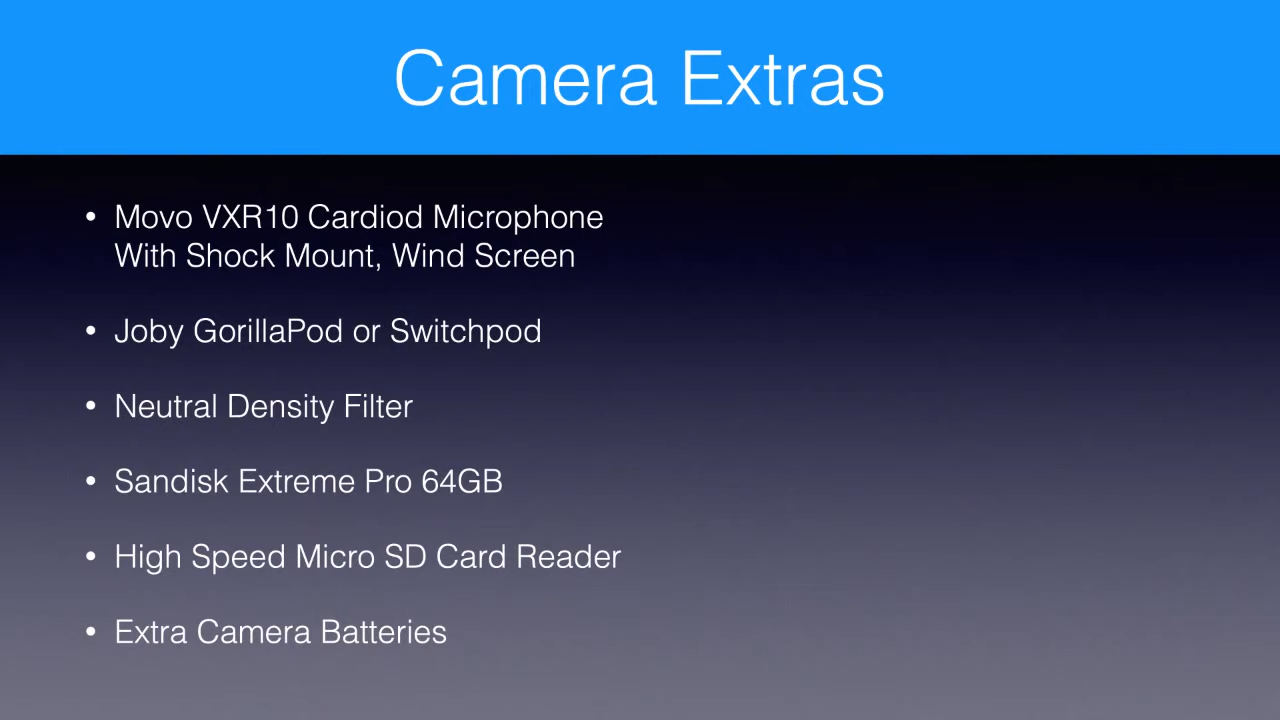 Camera Extras
• Movo VXR10 Cardiod Microphone
With Shock Mount, Wind Screen
• Joby GorillaPod or Switchpod
• Neutral Density Filter
• Sandisk Extreme Pro 64GB
• High Speed Micro SD Card Reader
• Extra Camera Batteries